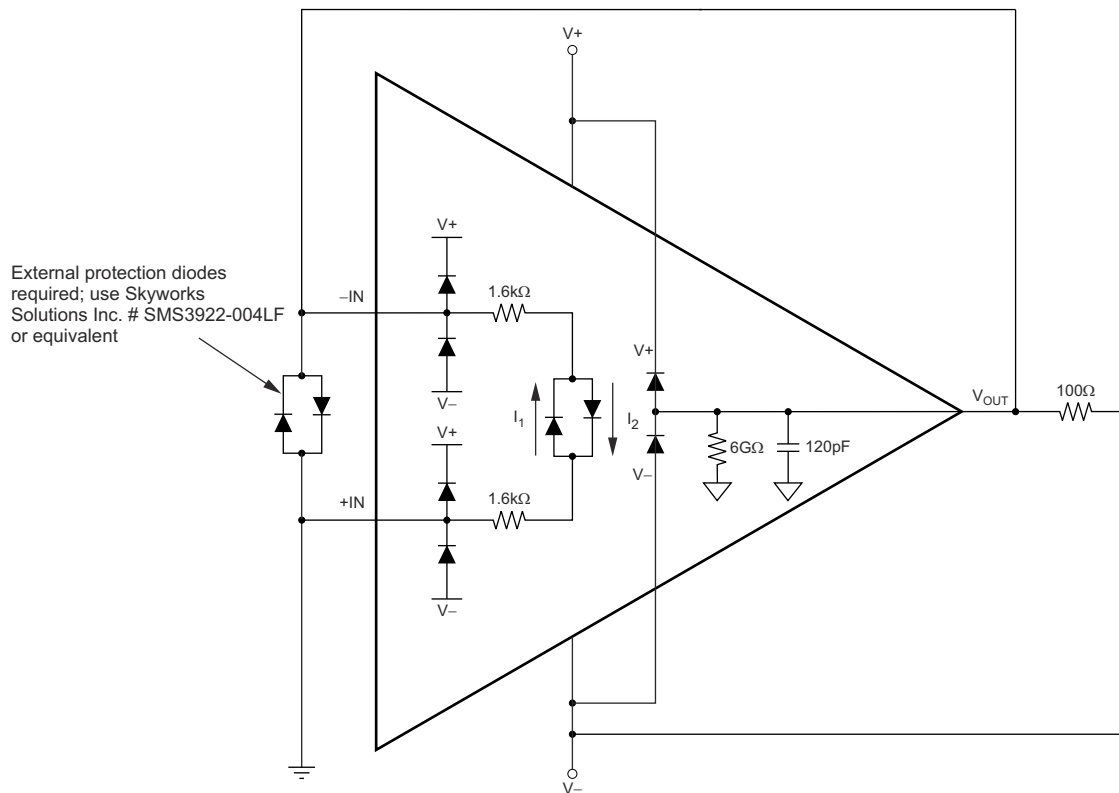 V+
V+
External protection diodes
required; use Skyworks
Solutions Inc. # SMS3922-004LF
or equivalent
–IN
1.6kΩ
V–
V+
V+
I1
I2
VOUT
100Ω
6GΩ
120pF
V–
+IN
1.6kΩ
V–
V–